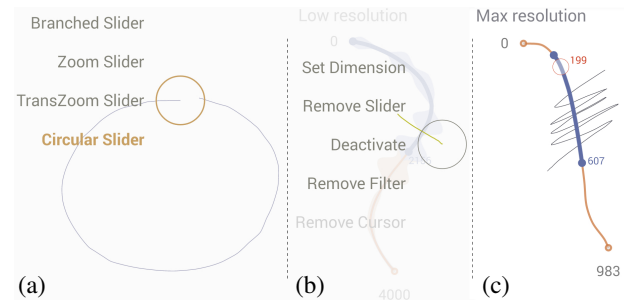 Branched Slider
Zoom Slider
TransZoom Slider
Circular Slider
(a)
Low resolution
0
Set Dimension
Remove Slider
Deactivate
Remove Filter
Remove Cursor
4000
(b)
Max resolution
0
199
607
983
(c)